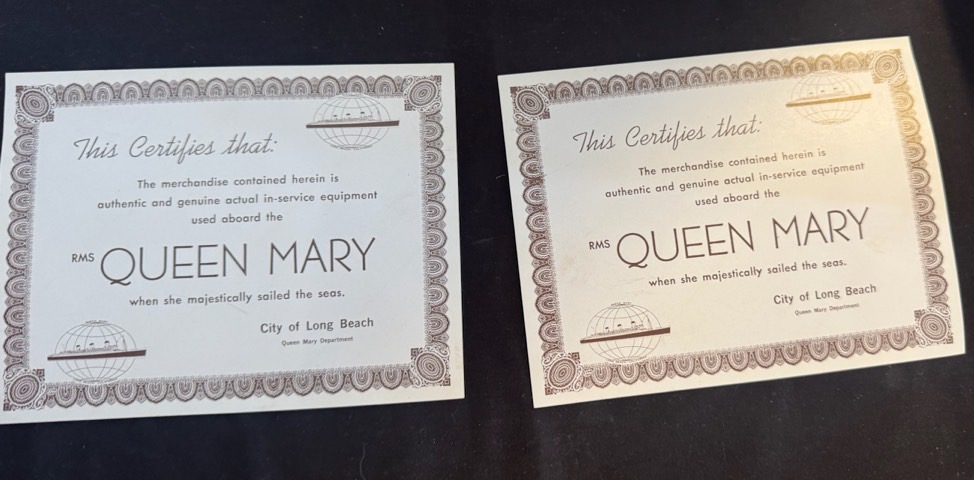 This Certifies that:
The merchandise contained herein is
authentic and genuine actual in-service equipment
used aboard the
RMS QUEEN MARY
when she majestically sailed the seas.
City of Long Beach
Queen Mary Department
This Certifies that:
The merchandise contained herein is
authentic and genuine actual in-service equipment
used aboard the
RMS QUEEN MARY
when she majestically sailed the seas.
City of Long Beach
Queen Mary Department